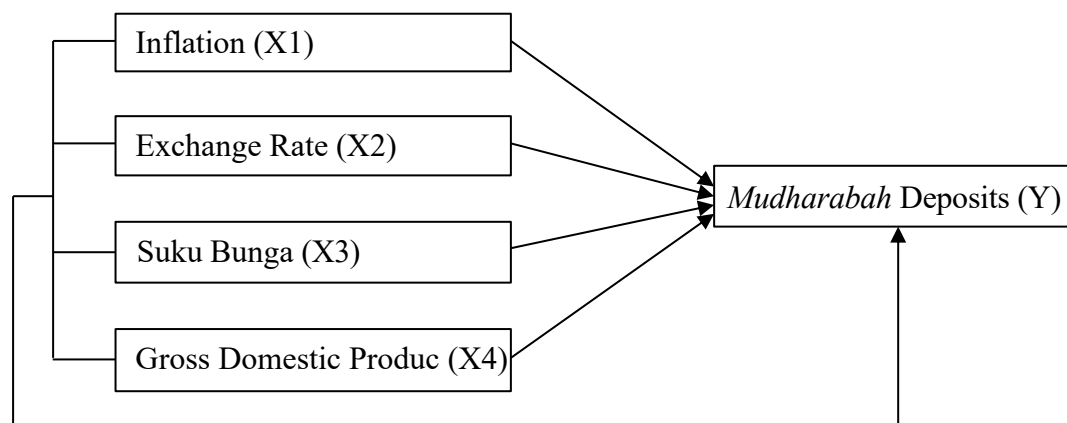 Inflation (X1)
Exchange Rate (X2)
Mudharabah Deposits (Y)
Suku Bunga (X3)
Gross Domestic Produc (X4)